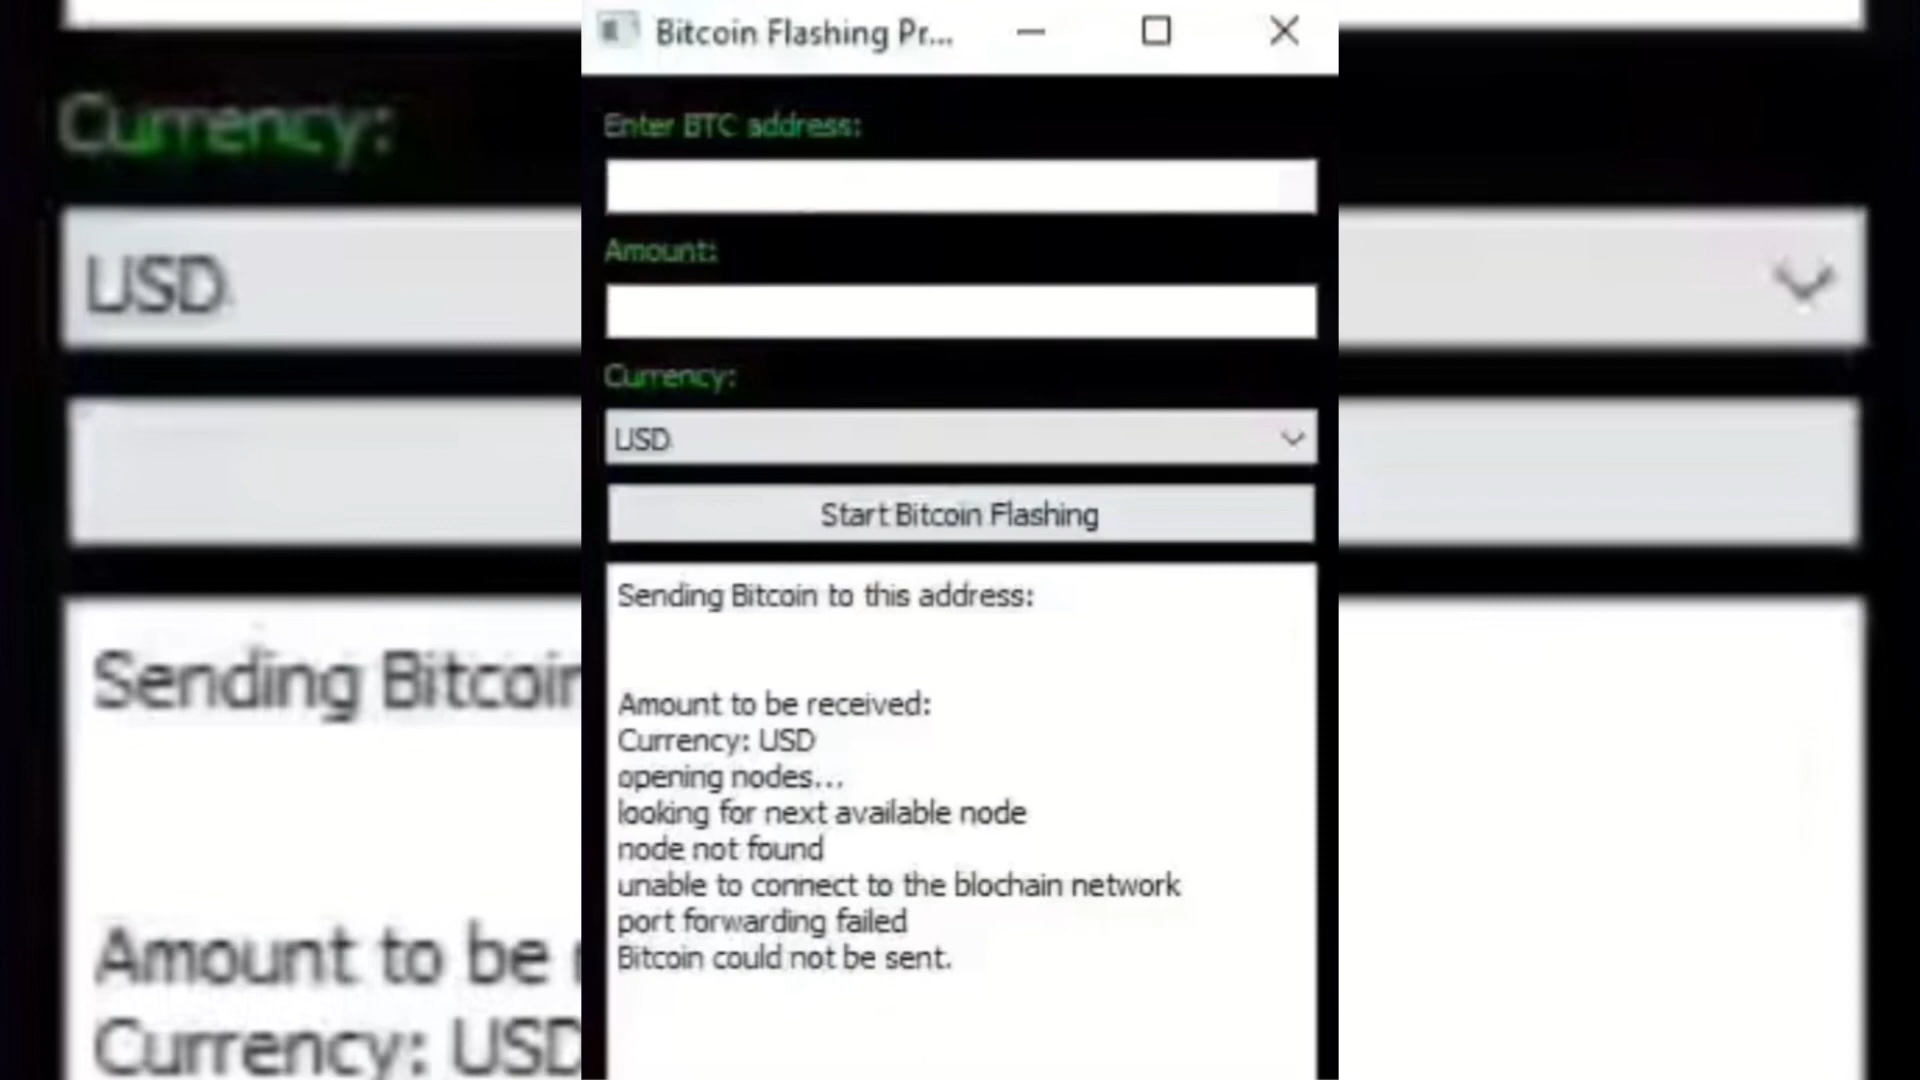 Bitcoin Flashing Pr...
Enter BTC address:
Amount:
Currency:
USD
Start Bitcoin Flashing
Sending Bitcoin to this address:
Amount to be received:
Currency: USD
opening nodes...
looking for next available node
node not found
unable to connect to the blochain network
port forwarding failed
Bitcoin could not be sent.
Currency:
USD
Sending Bitcoin
Amount to be
Currency: USD